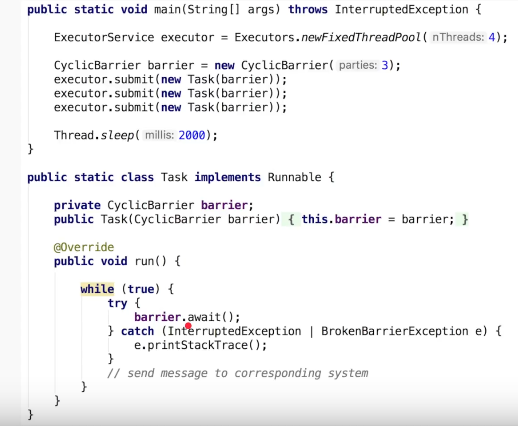 public static void main(String[] args) throws InterruptedException {
ExecutorService executor = Executors.newFixedThreadPool( nThreads: 4);
CyclicBarrier barrier = new CyclicBarrier( parties: 3);
executor.submit(new Task(barrier));
executor.submit(new Task(barrier));
executor.submit(new Task(barrier));
Thread.sleep( millis: 2000);
}
public static class Task implements Runnable {
private CyclicBarrier barrier;
public Task(CyclicBarrier barrier) { this.barrier = barrier; }
@Override
public void run() {
while (true) {
try {
barrier.await();
} catch (InterruptedException | BrokenBarrierException e) {
e.printStackTrace();
}
// send message to corresponding system
}
}
}